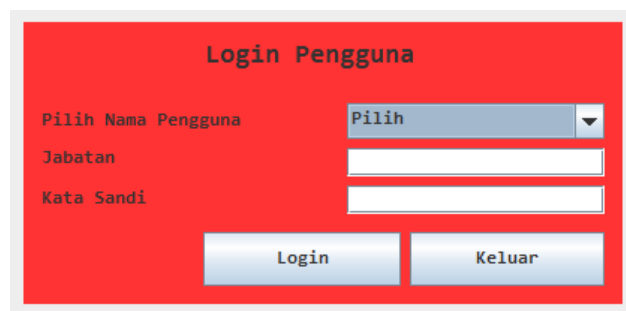 Login Pengguna
Pilih Nama Pengguna Pilih
Jabatan
Kata Sandi
Login Keluar